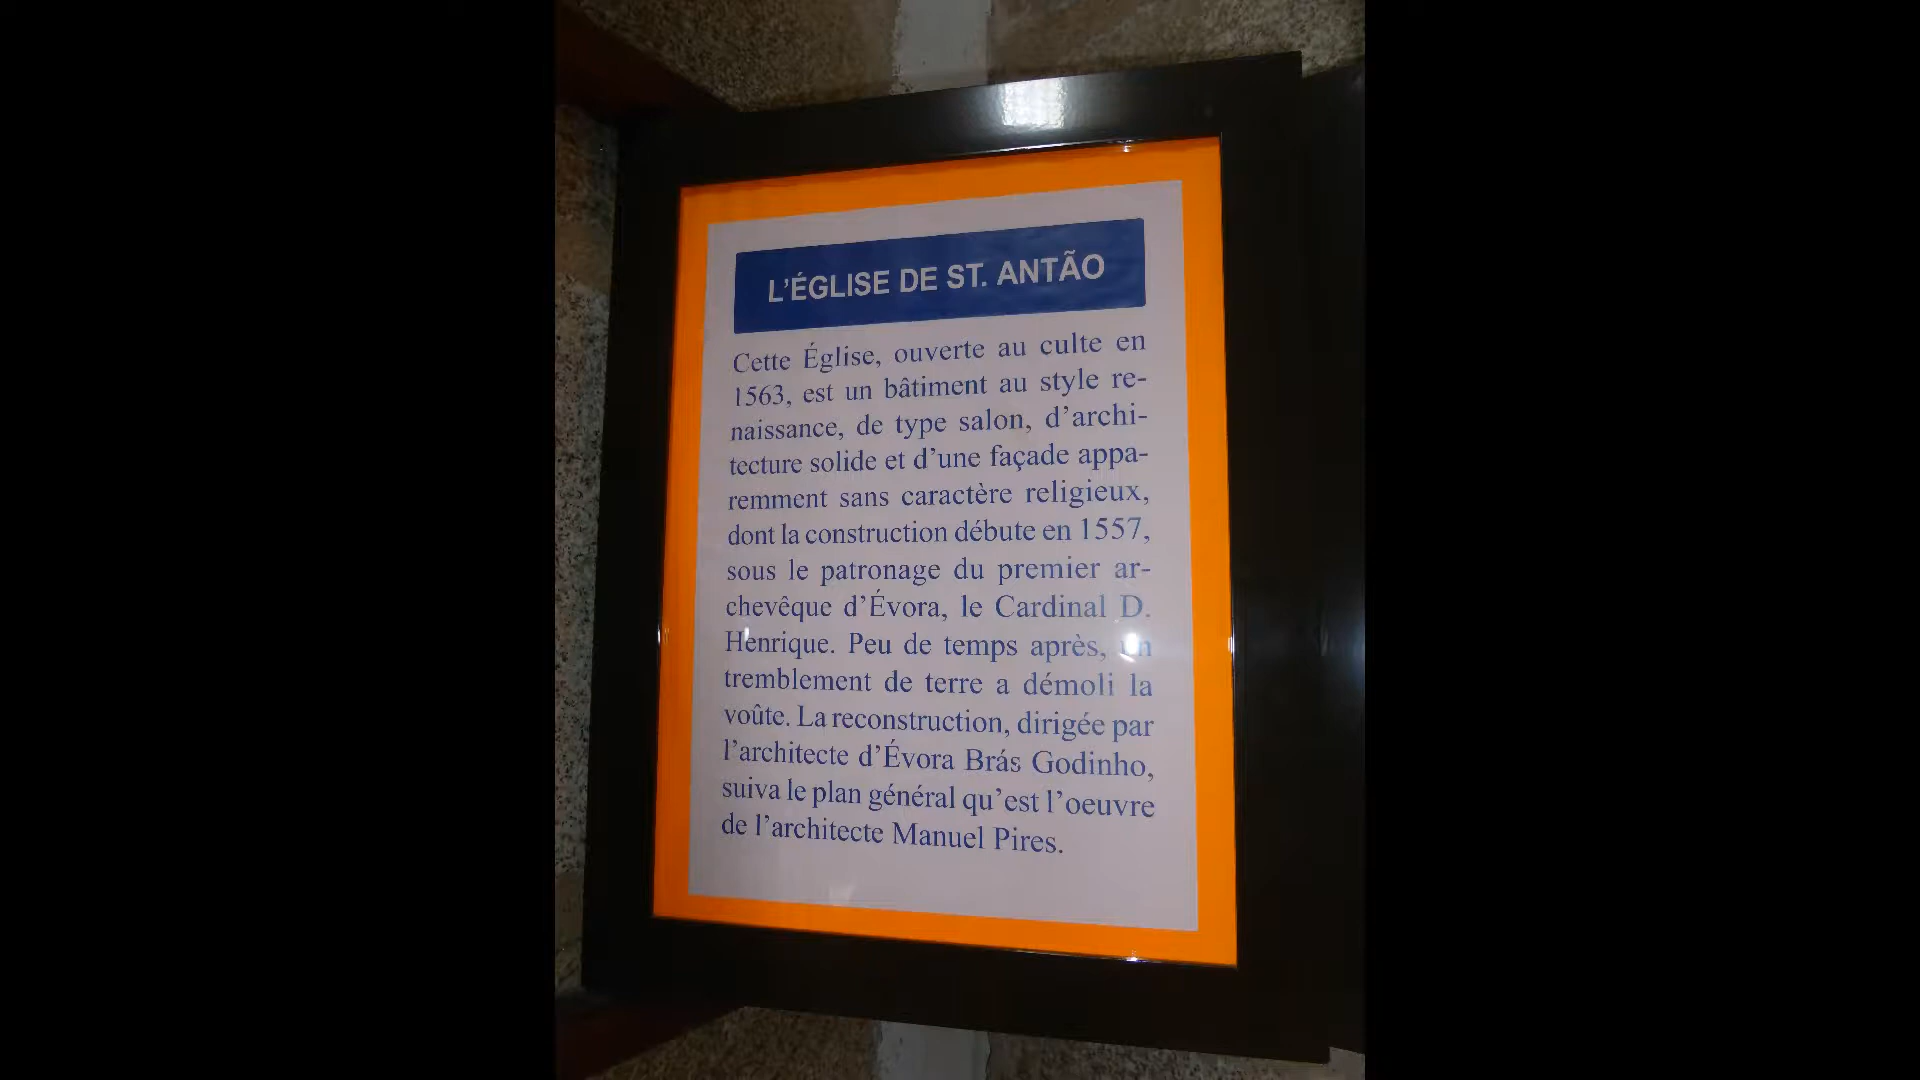 L’ÉGLISE DE ST. ANTÃO
Cette Église, ouverte au culte en
1563, est un bâtiment au style re-
naissance, de type salon, d’archi-
tecture solide et d’une façade appa-
remment sans caractère religieux,
dont la construction débute en 1557,
sous le patronage du premier ar-
chevêque d’Évora, le Cardinal D.
Henrique. Peu de temps après, un
tremblement de terre a démoli la
voûte. La reconstruction, dirigée par
l’architecte d’Évora Brás Godinho,
suiva le plan général qu’est l’oeuvre
de l’architecte Manuel Pires.